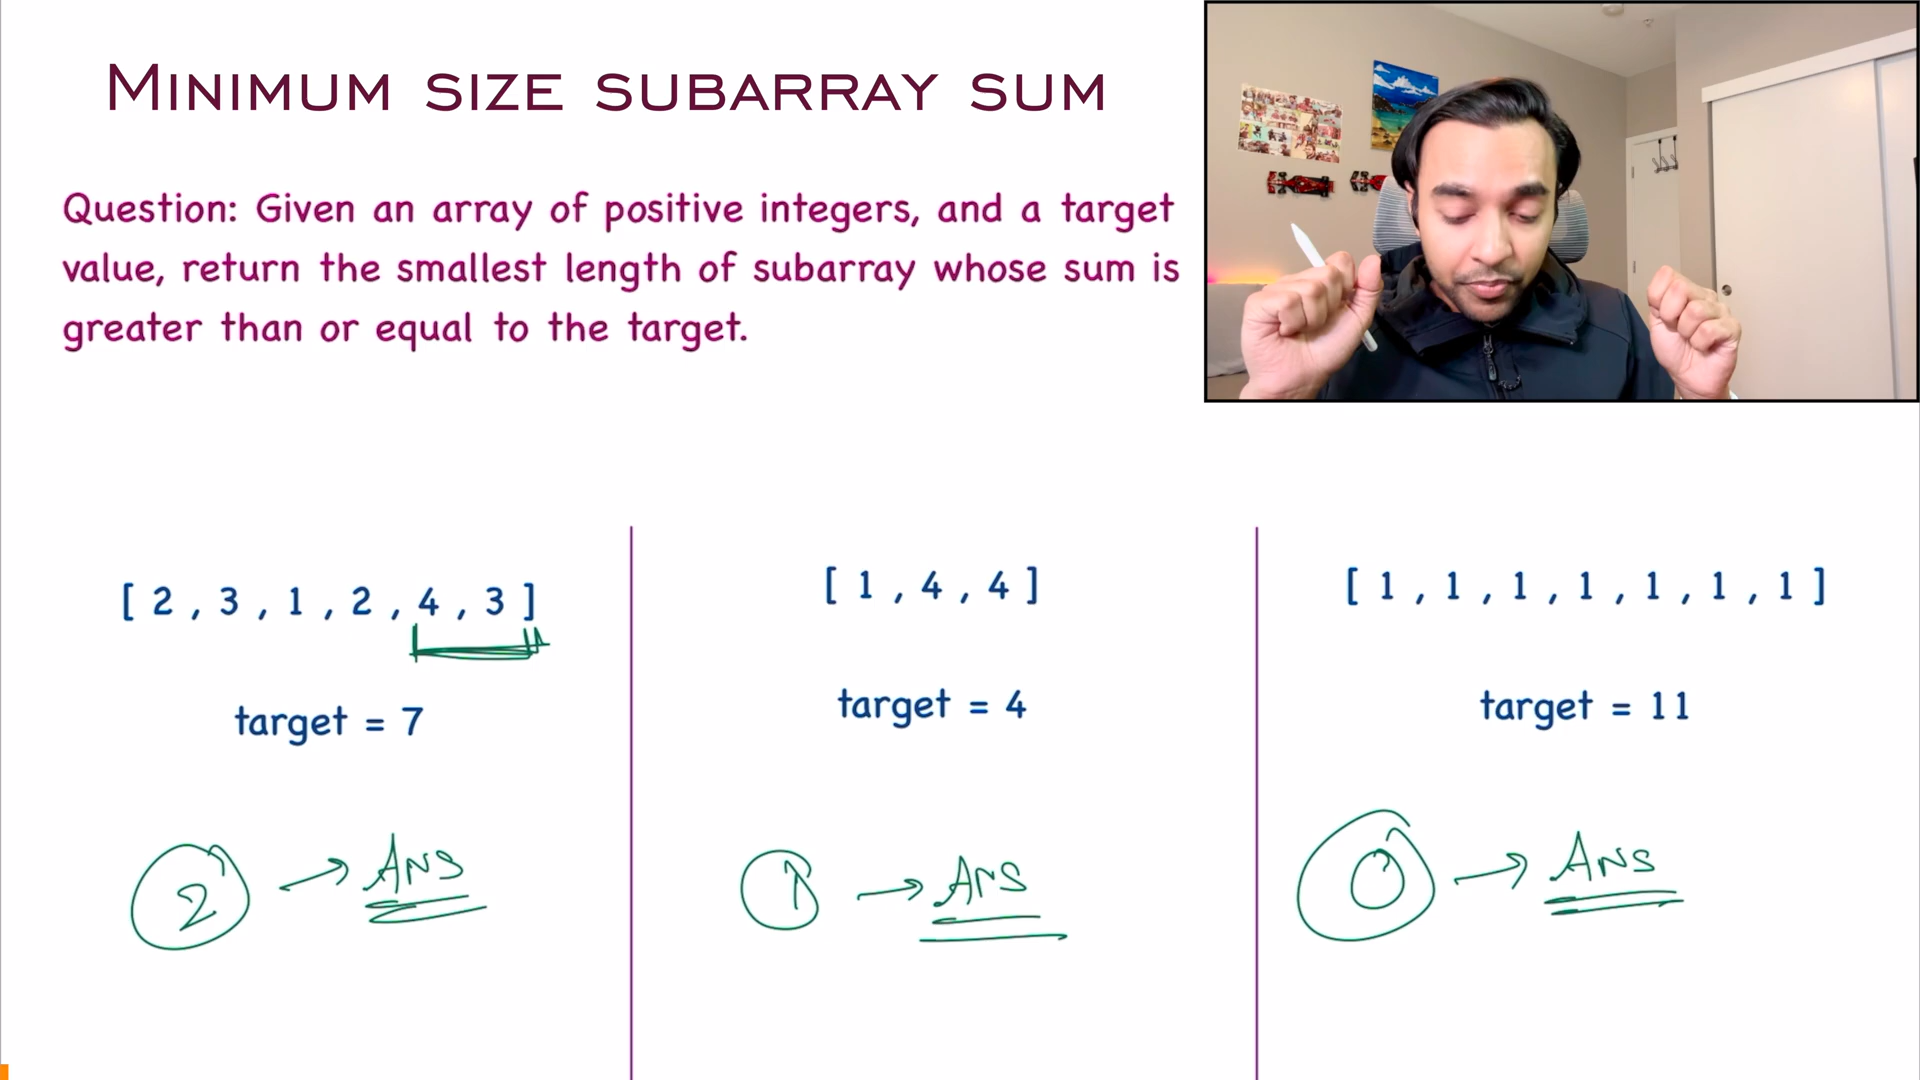 MINIMUM SIZE SUBARRAY SUM
Question: Given an array of positive integers, and a target
value, return the smallest length of subarray whose sum is
greater than or equal to the target.
[ 2 , 3 , 1 , 2 , 4 , 3 ]
target = 7
2 → ANS
[ 1 , 4 , 4 ]
target = 4
1 → ANS
[ 1 , 1 , 1 , 1 , 1 , 1 , 1 ]
target = 11
0 → ANS